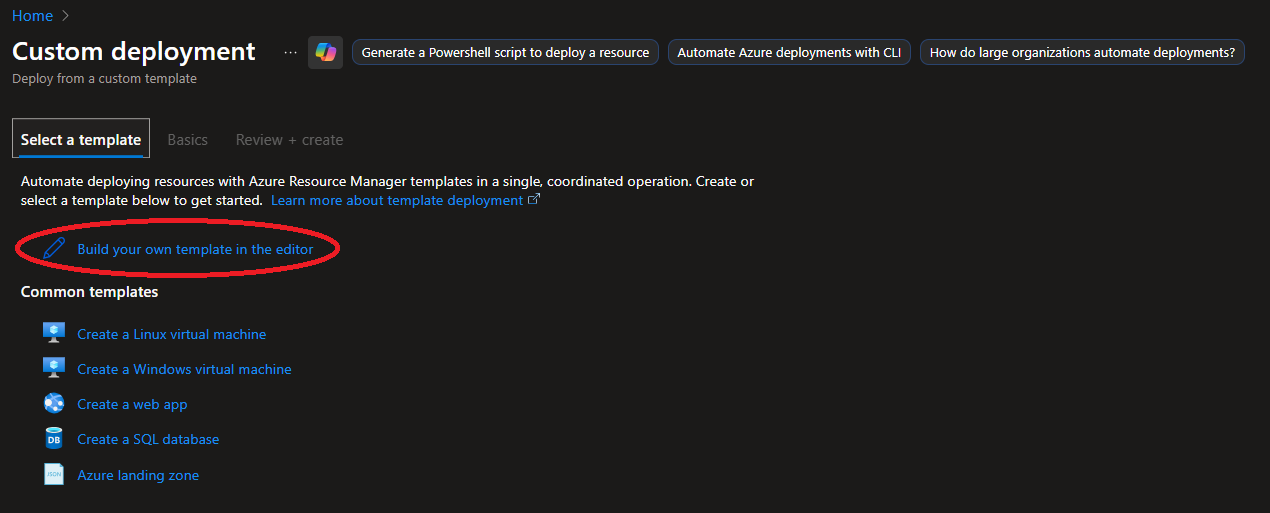 Home
Custom deployment ... Generate a Powershell script to deploy a resource Automate Azure deployments with CLI How do large organizations automate deployments?
Deploy from a custom template
Select a template Basics Review + create
Automate deploying resources with Azure Resource Manager templates in a single, coordinated operation. Create or
select a template below to get started. Learn more about template deployment
Build your own template in the editor
Common templates
Create a Linux virtual machine
Create a Windows virtual machine
Create a web app
DB Create a SQL database
JSON Azure landing zone